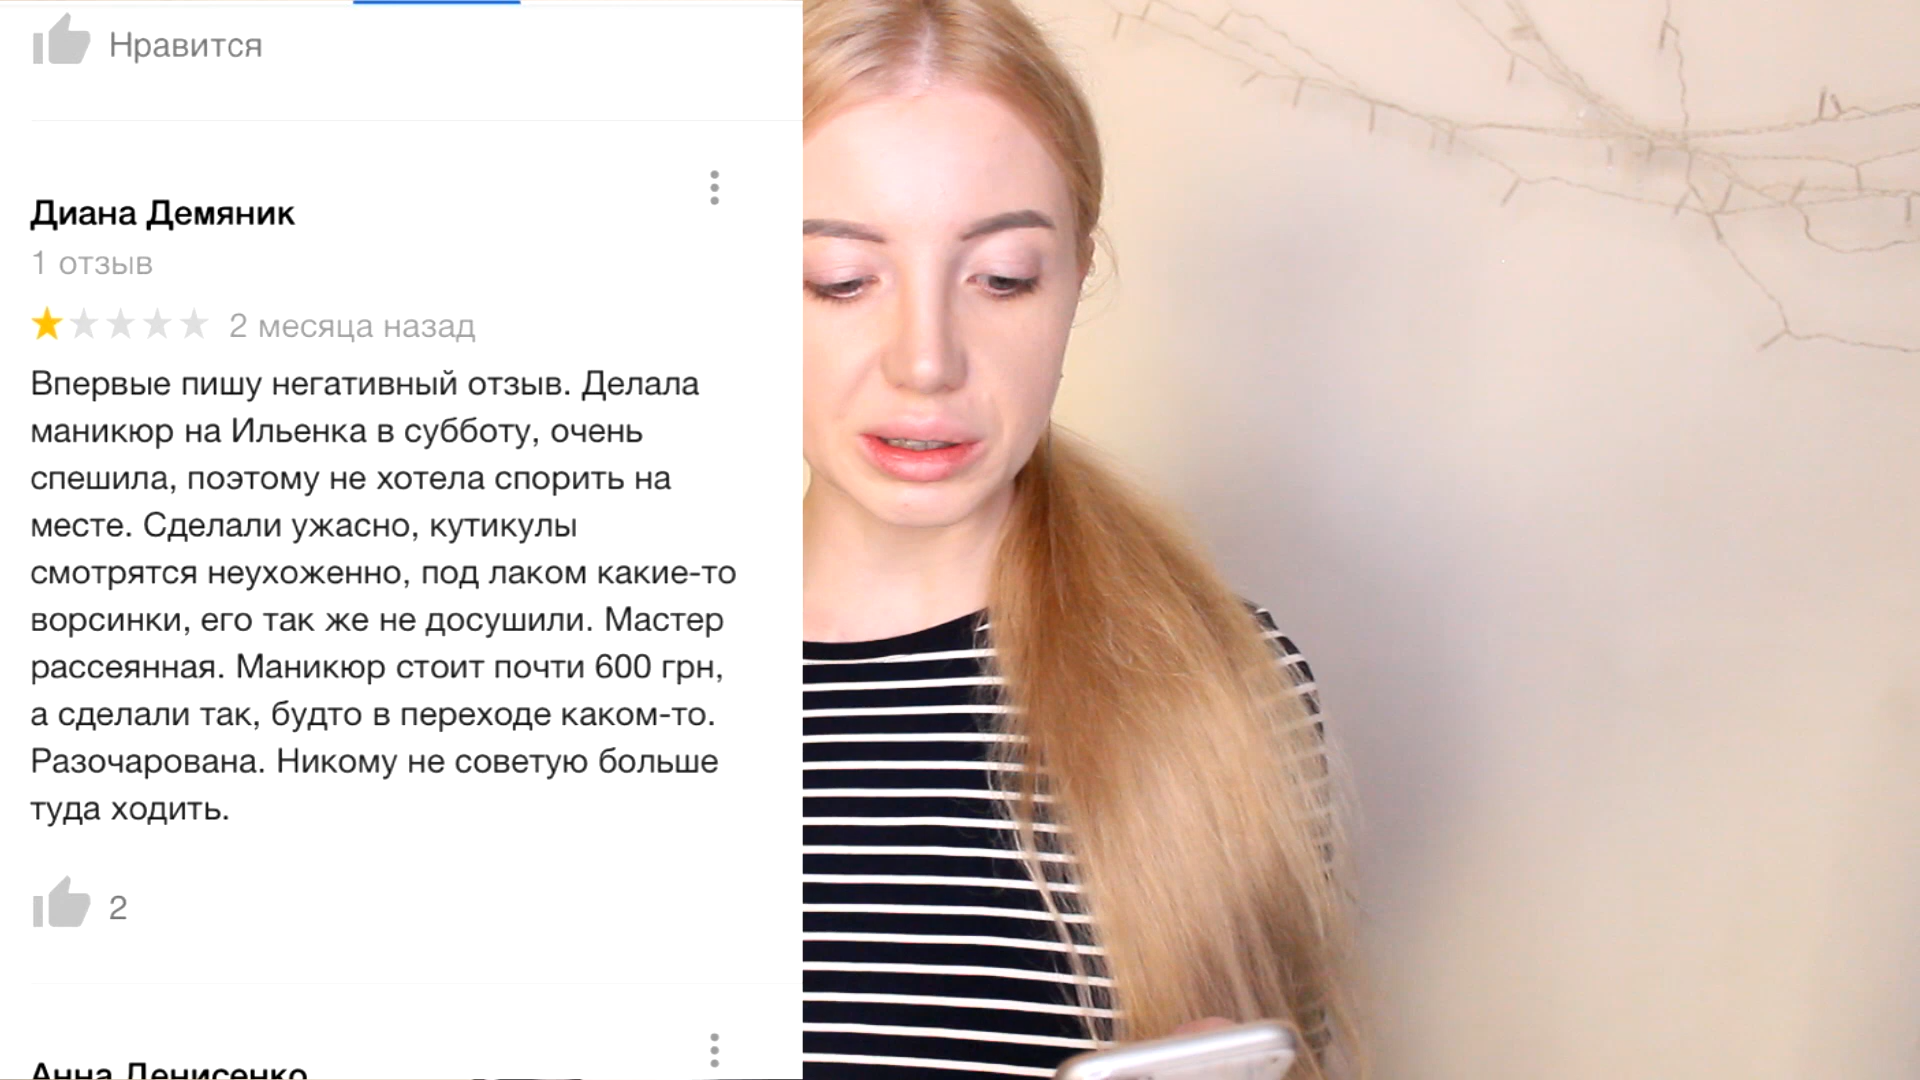 Нравится
Диана Демяник
1 отзыв
2 месяца назад
Впервые пишу негативный отзыв. Делала
маникюр на Ильенка в субботу, очень
спешила, поэтому не хотела спорить на
месте. Сделали ужасно, кутикулы
смотрятся неухоженно, под лаком какие-то
ворсинки, его так же не досушили. Мастер
рассеянная. Маникюр стоит почти 600 грн,
а сделали так, будто в переходе каком-то.
Разочарована. Никому не советую больше
туда ходить.
2
Анна Денисенко